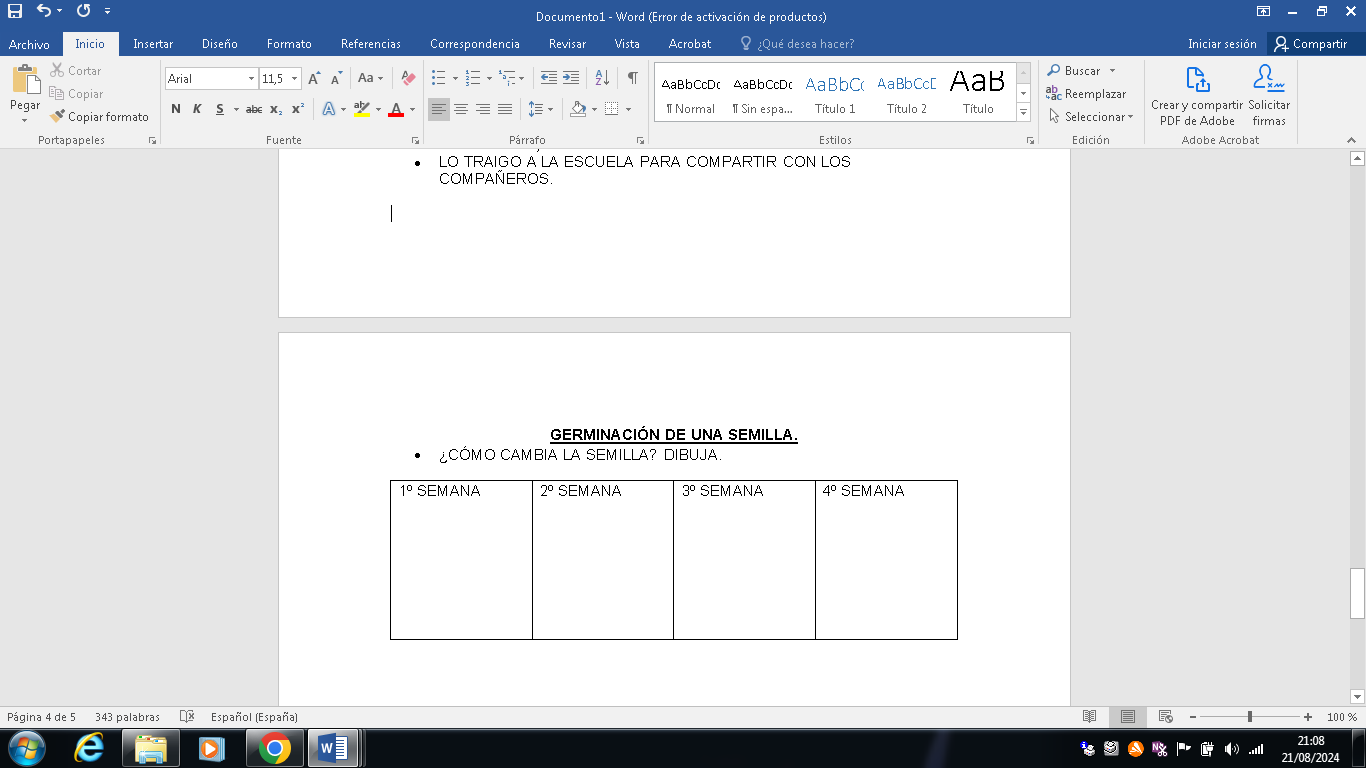 Documento1 - Word (Error de activación de productos)
Archivo Inicio Insertar Diseño Formato Referencias Correspondencia Revisar Vista Acrobat ¿Qué desea hacer? Iniciar sesión Compartir
Pegar
Cortar
Copiar
Copiar formato
Portapapeles
Arial 11,5 Aa
N K S abc x₂ x² A ab A
Fuente
Párrafo
AaBbCcDc AaBbCcDc AaBbCc AaBbCcD AaB
¶ Normal ¶ Sin espa... Título 1 Título 2 Título
Estilos
Buscar
Reemplazar
Seleccionar
Edición
Crear y compartir
PDF de Adobe
Solicitar
firmas
Adobe Acrobat
• LO TRAIGO A LA ESCUELA PARA COMPARTIR CON LOS
COMPAÑEROS.
GERMINACIÓN DE UNA SEMILLA.
• ¿CÓMO CAMBIA LA SEMILLA? DIBUJA.
1º SEMANA 2º SEMANA 3º SEMANA 4º SEMANA
Página 4 de 5 343 palabras Español (España) 100 %
21:08
21/08/2024